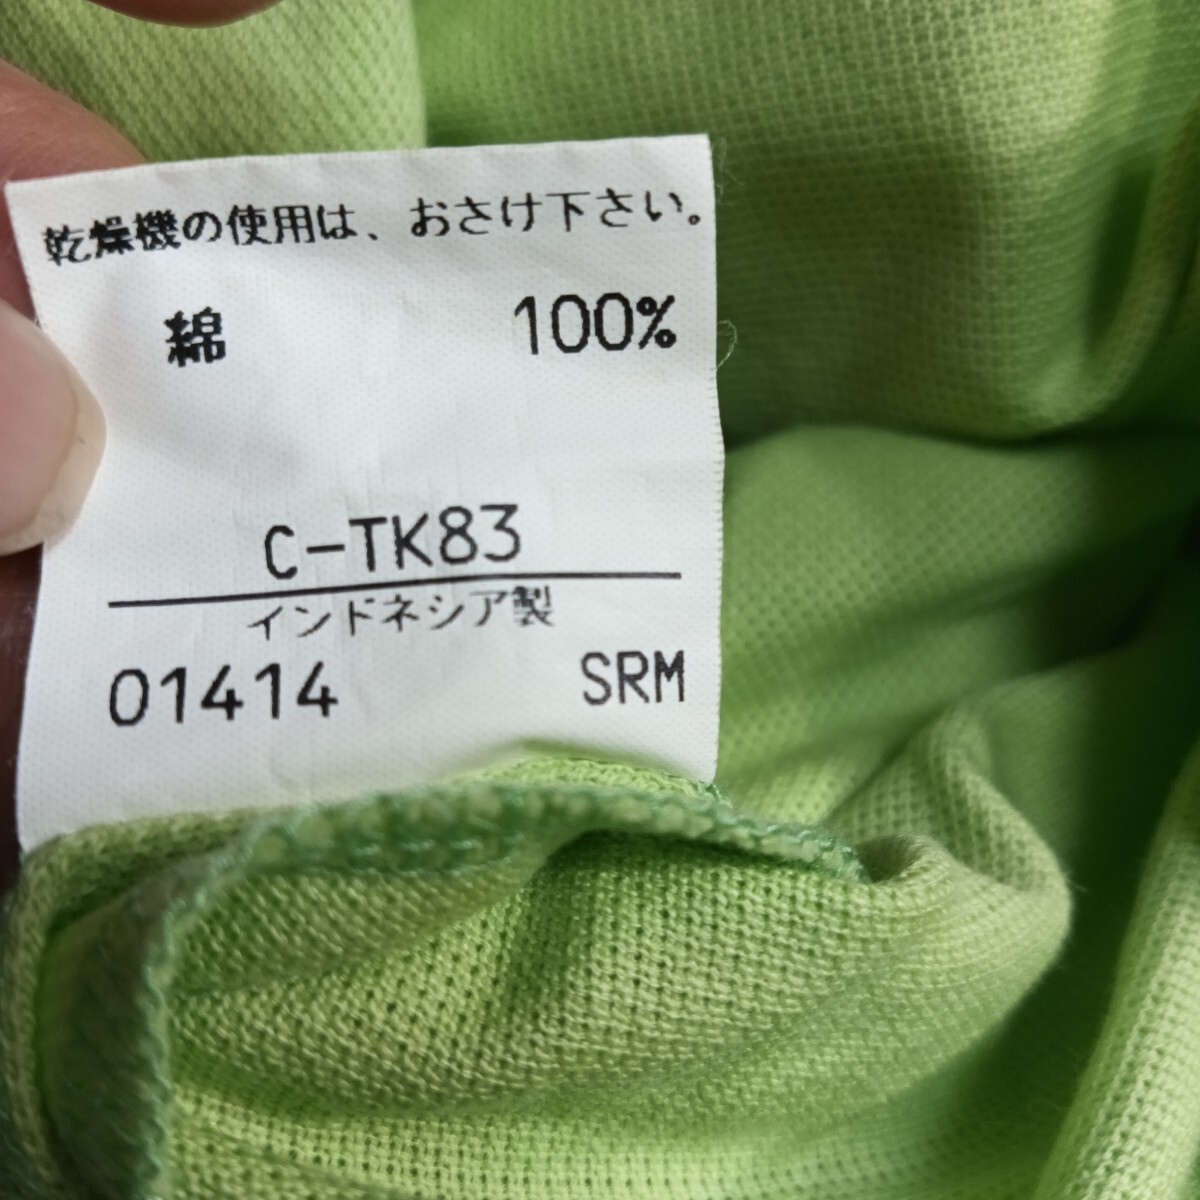 乾燥機の使用は、おさけ下さい。
綿 100%
C-TK83
インドネシア製
01414 SRM